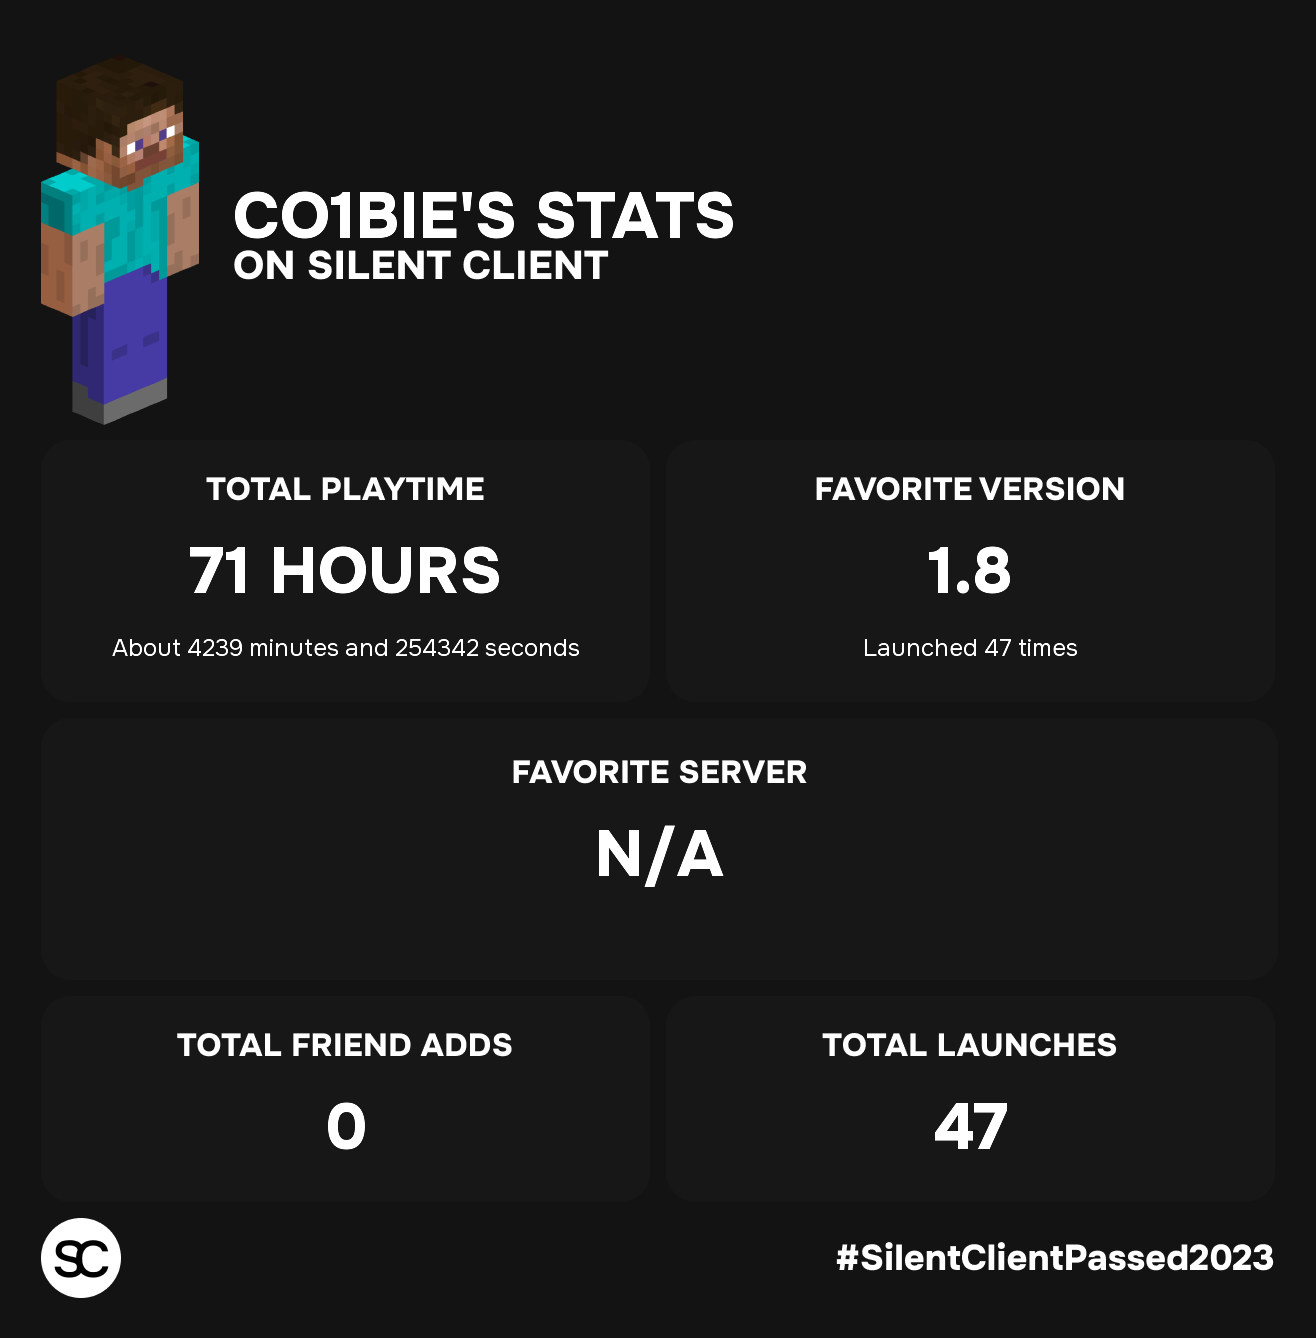 CO1BIE'S STATS
ON SILENT CLIENT
TOTAL PLAYTIME
71 HOURS
About 4239 minutes and 254342 seconds
FAVORITE VERSION
1.8
Launched 47 times
FAVORITE SERVER
N/A
TOTAL FRIEND ADDS
0
TOTAL LAUNCHES
47
SC
#SilentClientPassed2023